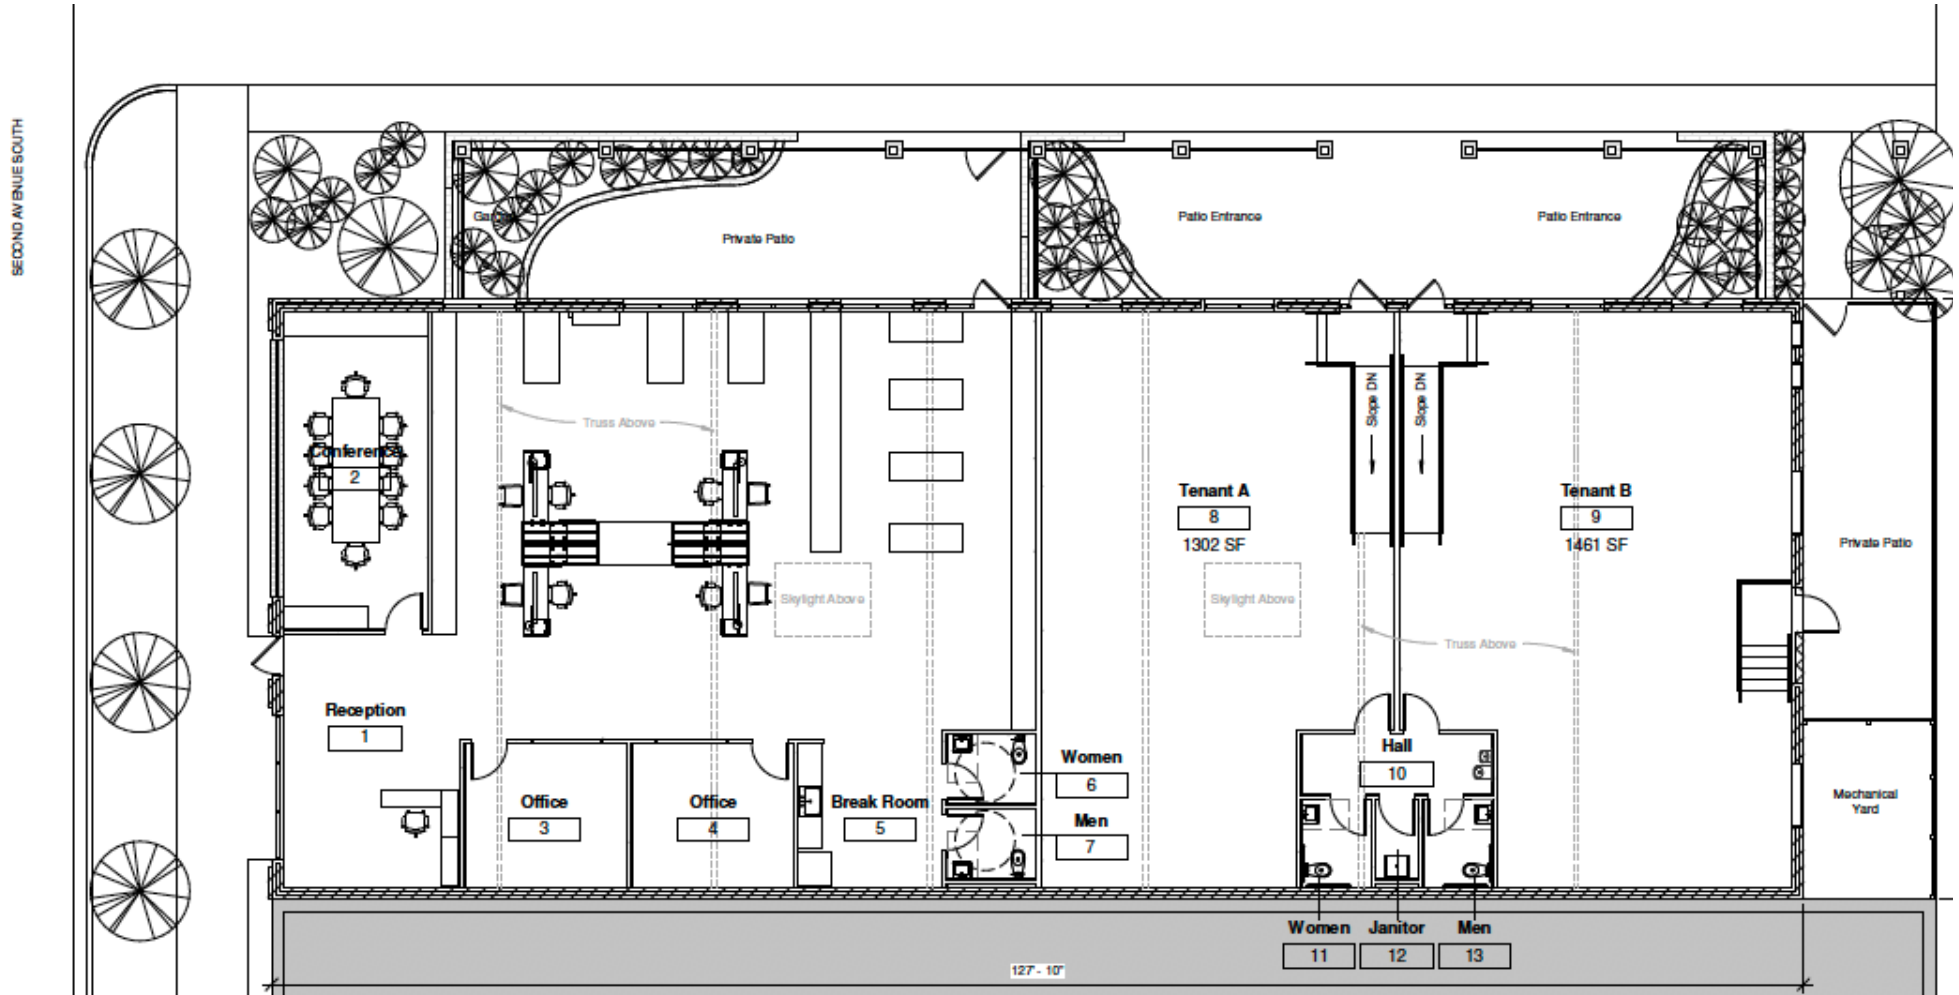 SECOND AVENUE SOUTH
Private Patio
Patio Entrance
Patio Entrance
Truss Above
Conference
2
Slope DN
Slope DN
Tenant A
8
1302 SF
Tenant B
9
1461 SF
Private Patio
Skylight Above
Skylight Above
Truss Above
Reception
1
Office
3
Office
4
Break Room
5
Women
6
Men
7
Hall
10
Mechanical
Yard
Women
11
Janitor
12
Men
13
127' - 10"